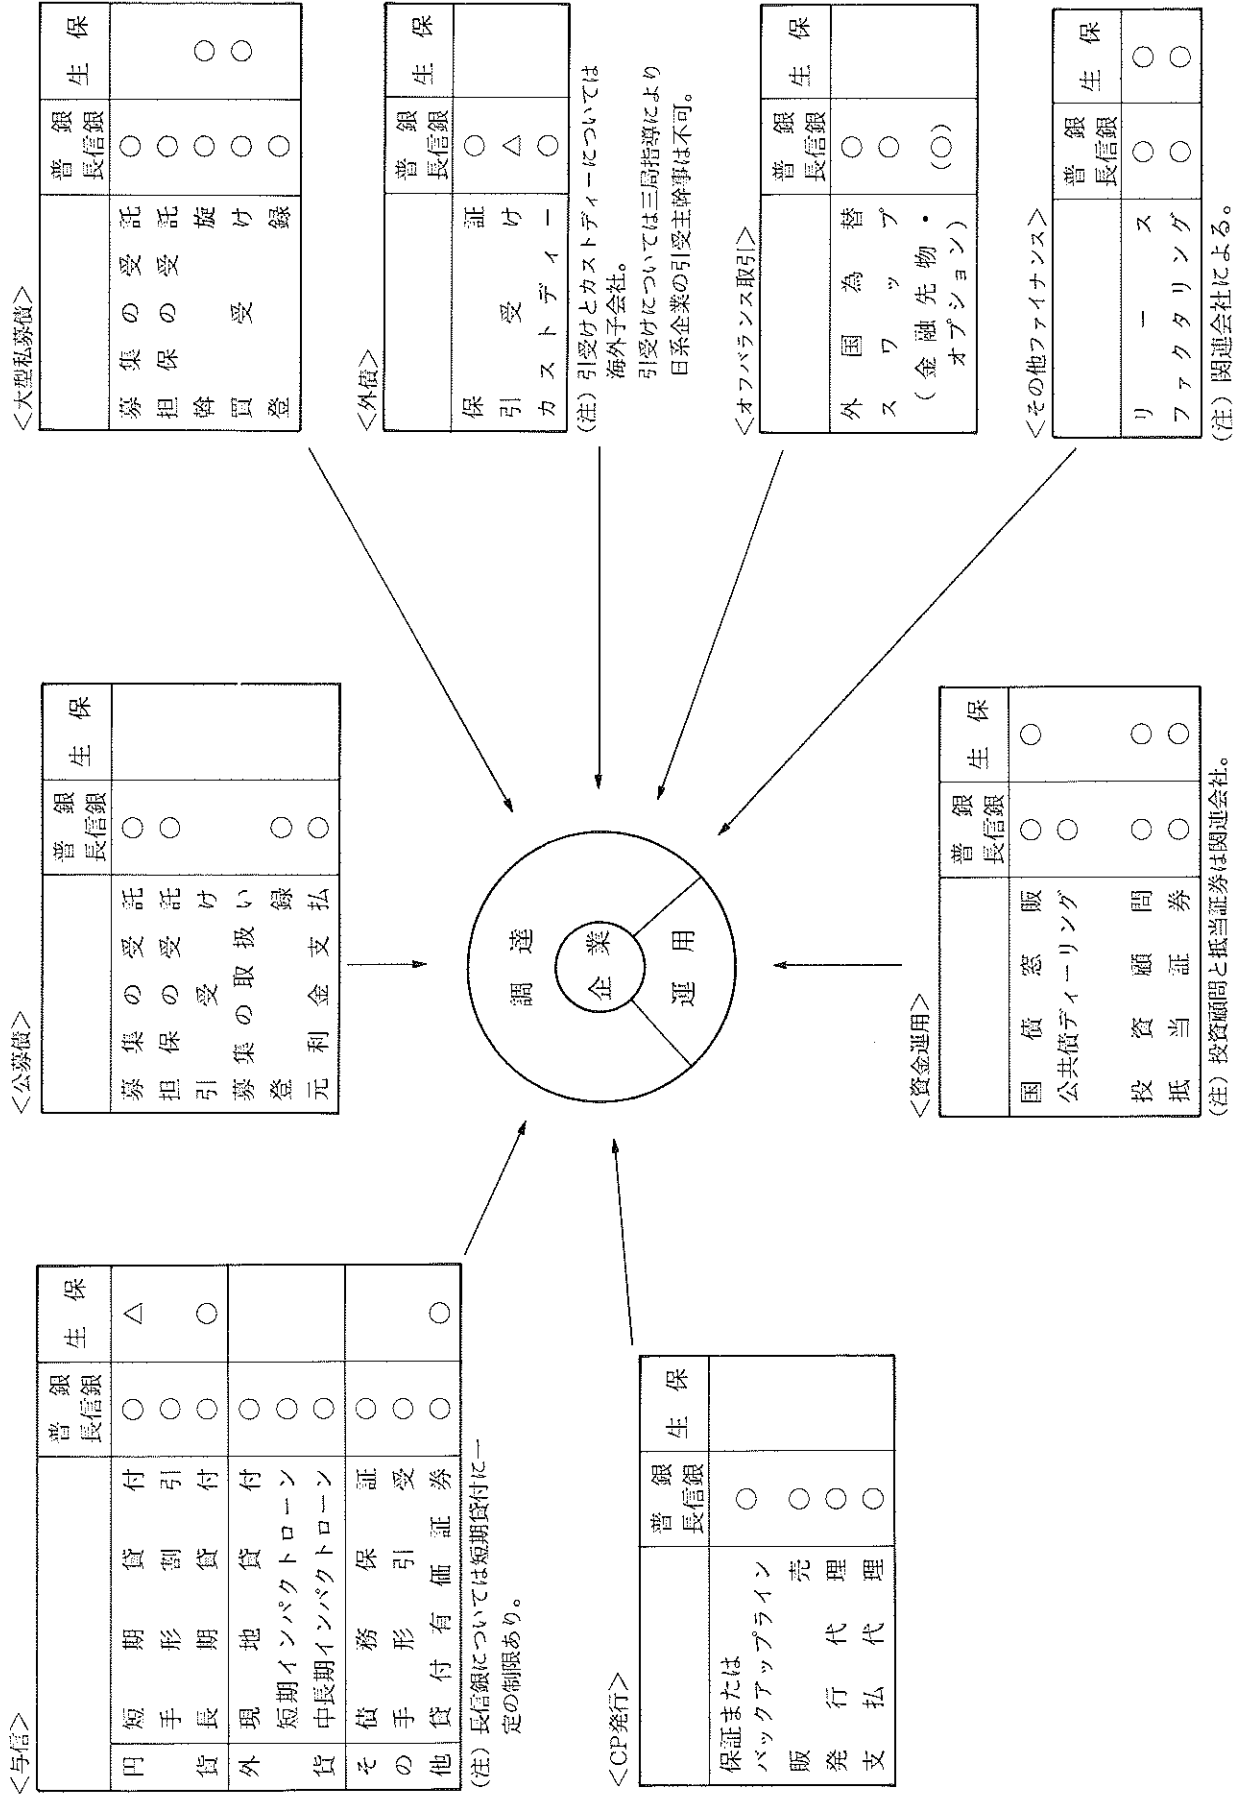 <与信>
普銀 長信銀 生保
円貨 短期貸付 ○ △
手形割引 ○
長期貸付 ○ ○
外貨 現地貸付 ○
短期インパクトローン ○
中長期インパクトローン ○
その他 債務保証 ○
手形引受 ○
貸付有価証券 ○ ○
(注) 長信銀については短期貸付に一
定の制限あり。
<公募債>
普銀 長信銀 生保
募集の受託 ○
担保の受託 ○
引受け
募集の取扱い
登録 ○
元利金支払 ○
<大型私募債>
普銀 長信銀 生保
募集の受託 ○
担保の受託 ○
斡旋 ○ ○
買受け ○ ○
登録 ○
<外債>
普銀 長信銀 生保
保証 ○
引受け △
カストディー ○
(注) 引受けとカストディーについては
海外子会社。
引受けについては三局指導により
日系企業の引受主幹事は不可。
調達
企業
運用
<オフバランス取引>
普銀 長信銀 生保
外国為替 ○
スワップ ○
(金融先物・
オプション) (○)
<CP発行>
普銀 長信銀 生保
保証または
バックアップライン ○
販売 ○
発行代理 ○
支払代理 ○
<資金運用>
普銀 長信銀 生保
国債窓販 ○ ○
公共債ディーリング ○
投資顧問 ○ ○
抵当証券 ○ ○
(注) 投資顧問と抵当証券は関連会社。
<その他ファイナンス>
普銀 長信銀 生保
リース ○ ○
ファクタリング ○ ○
(注) 関連会社による。